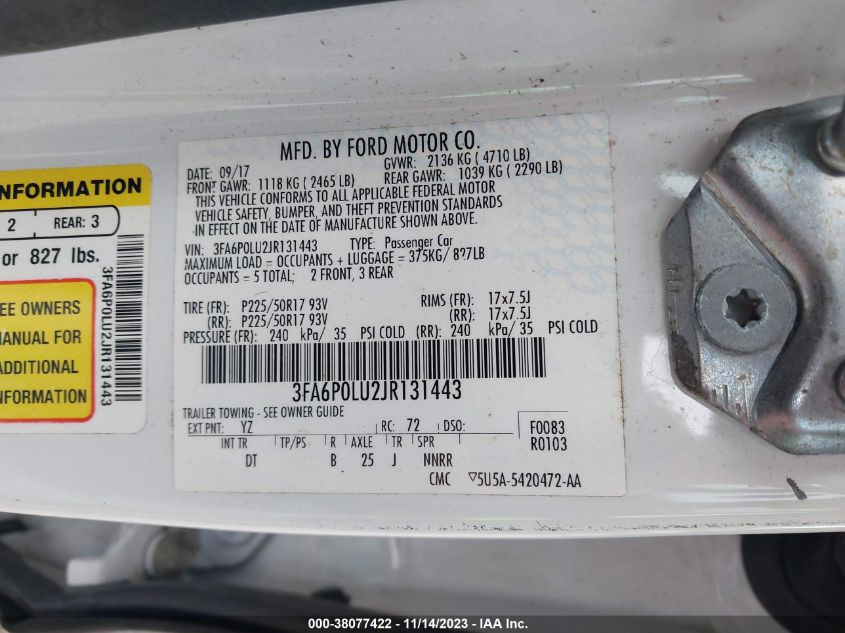 NFORMATION
2 REAR: 3
or 827 lbs.
EE OWNERS
MANUAL FOR
ADDITIONAL
NFORMATION
3FA6P0LU2JR131443
MFD. BY FORD MOTOR CO.
DATE: 09/17 GVWR: 2136 KG ( 4710 LB)
FRONT GAWR: 1118 KG ( 2465 LB) REAR GAWR: 1039 KG ( 2290 LB)
THIS VEHICLE CONFORMS TO ALL APPLICABLE FEDERAL MOTOR
VEHICLE SAFETY, BUMPER, AND THEFT PREVENTION STANDARDS
IN EFFECT ON THE DATE OF MANUFACTURE SHOWN ABOVE.
VIN: 3FA6P0LU2JR131443 TYPE: Passenger Car
MAXIMUM LOAD = OCCUPANTS + LUGGAGE = 375KG/ 827LB
OCCUPANTS = 5 TOTAL; 2 FRONT, 3 REAR
TIRE (FR): P225/50R17 93V RIMS (FR): 17x7.5J
(RR): P225/50R17 93V (RR): 17x7.5J
PRESSURE (FR): 240 kPa/ 35 PSI COLD (RR): 240 kPa/ 35 PSI COLD
3FA6P0LU2JR131443
TRAILER TOWING - SEE OWNER GUIDE
EXT PNT: YZ RC: 72 DSO: F0083
INT TR TP/PS R AXLE TR SPR R0103
DT B 25 J NNRR
CMC ▽5U5A-5420472-AA
000-38077422 - 11/14/2023 - IAA Inc.